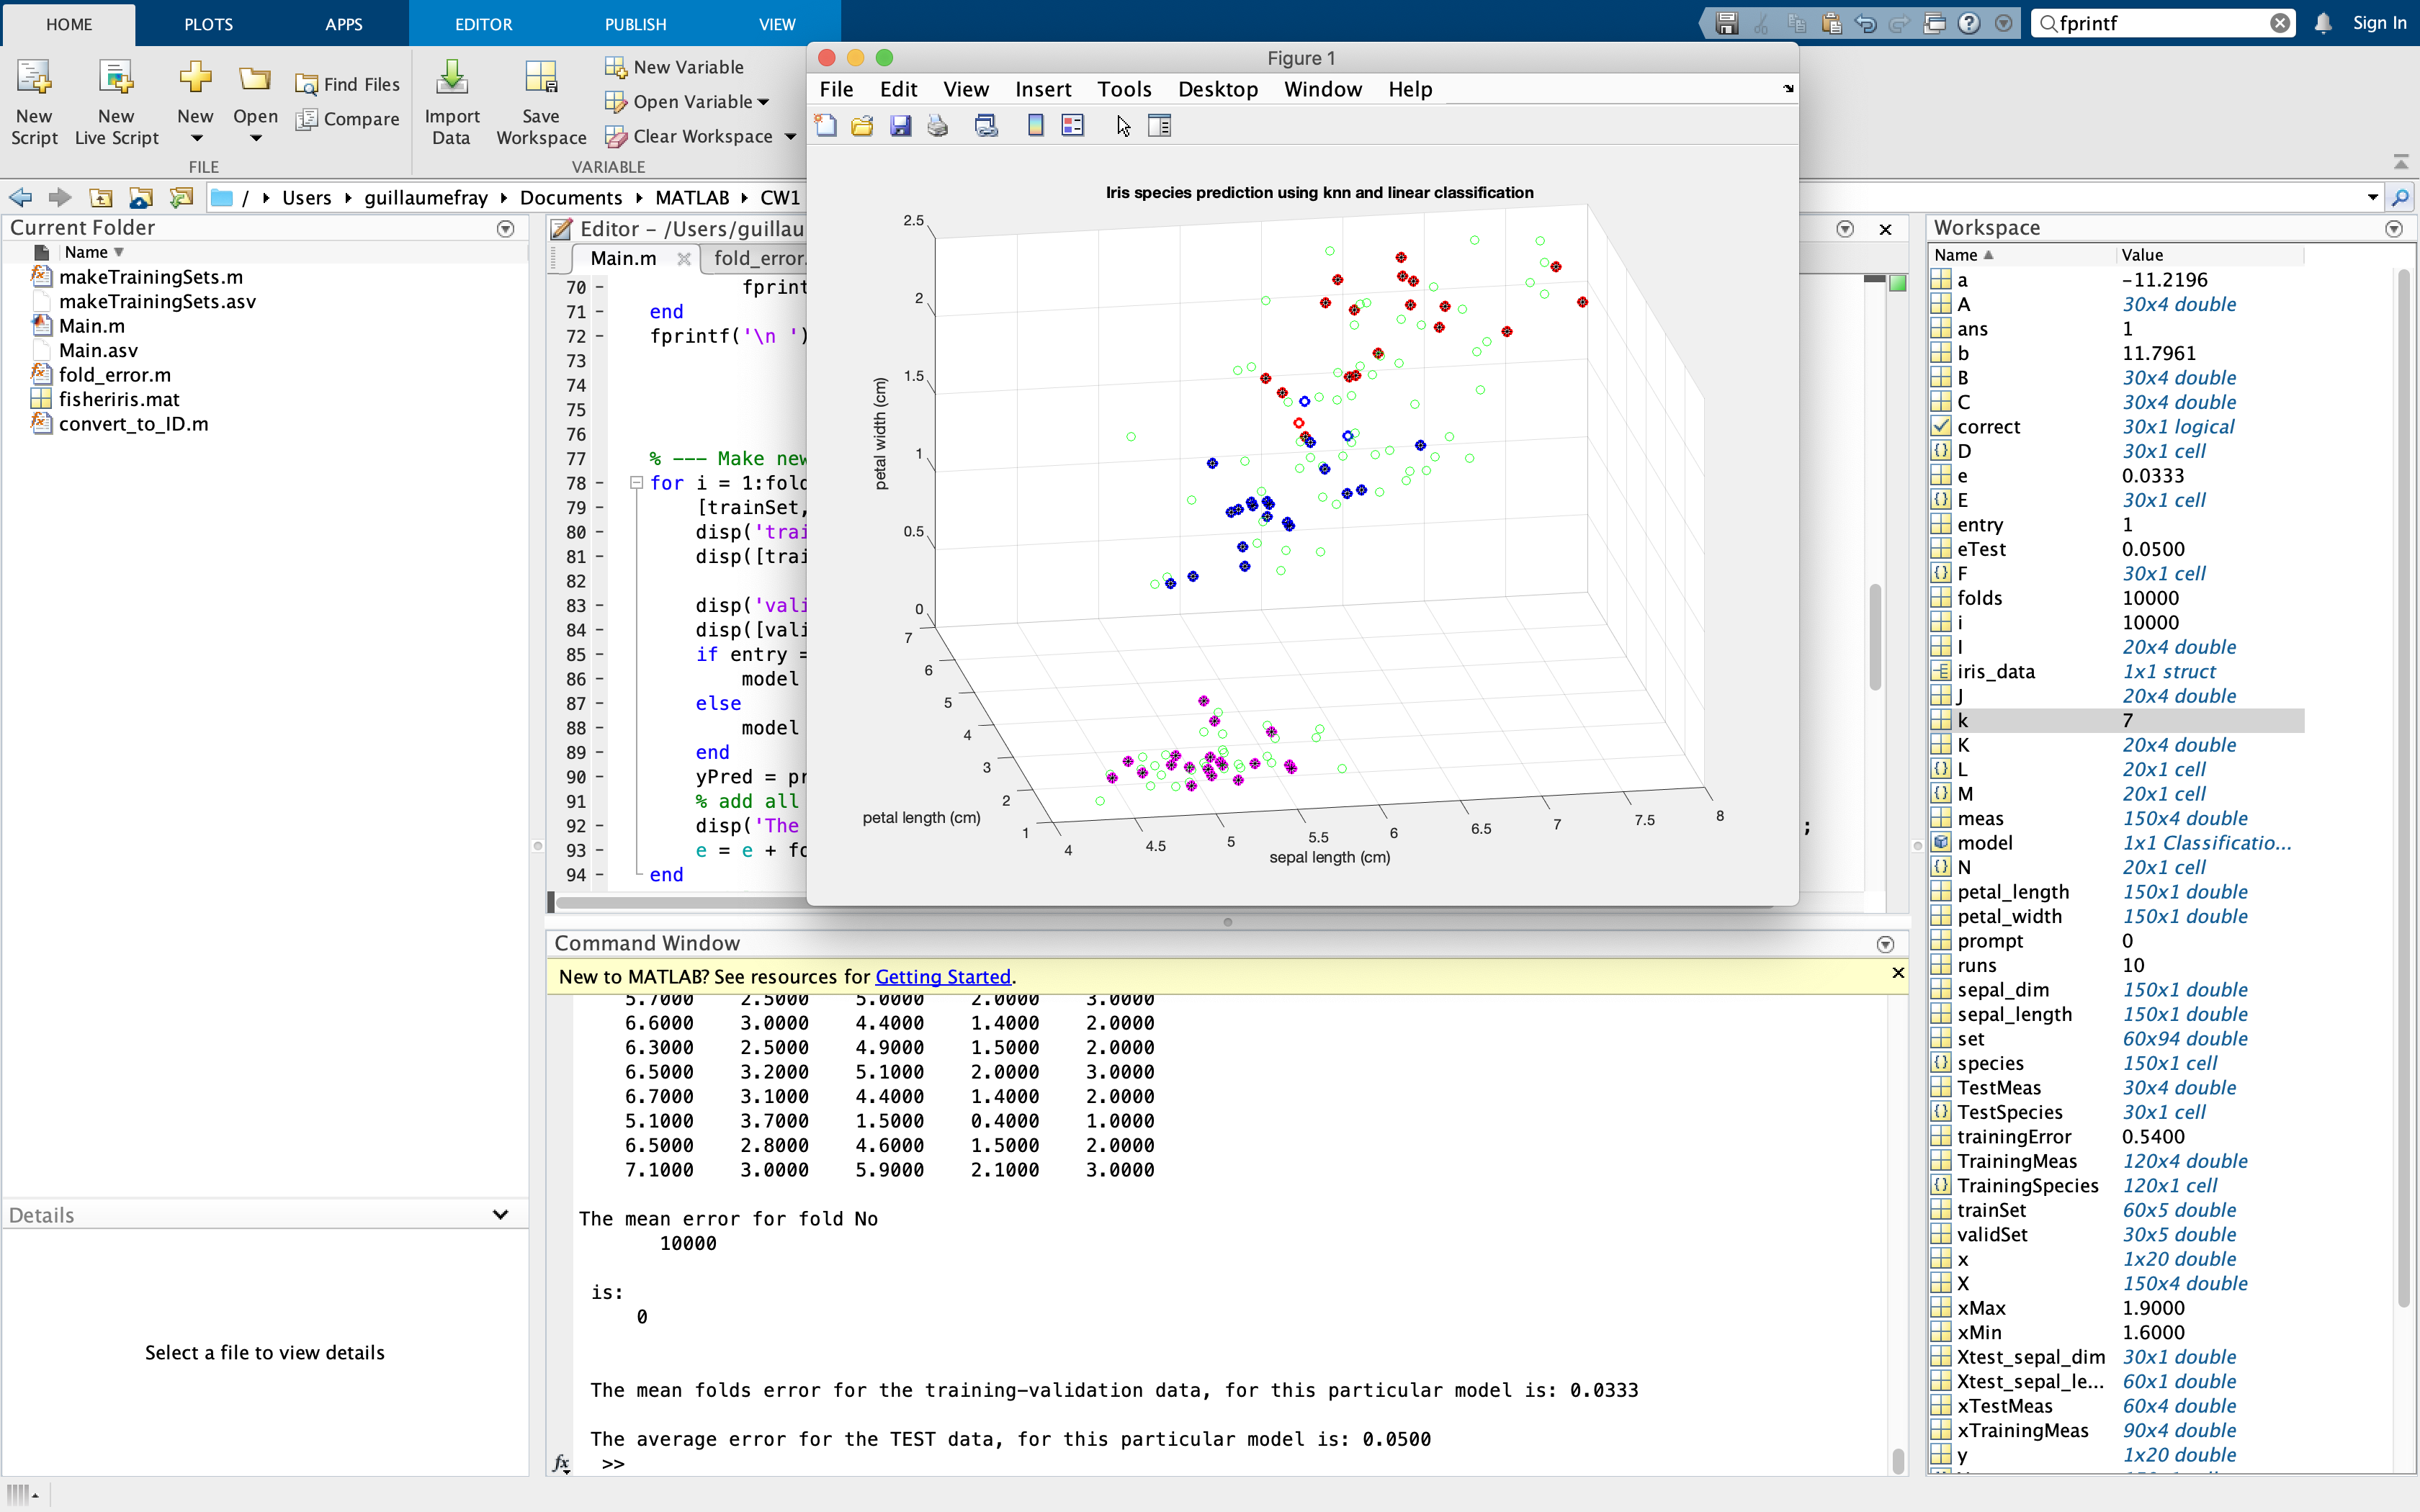 HOME PLOTS APPS EDITOR PUBLISH VIEW
fprintf
Sign In
New Script
New Live Script
New
Open
Find Files
Compare
Import Data
Save Workspace
New Variable
Open Variable
Clear Workspace
FILE
VARIABLE
/ Users guillaumefray Documents MATLAB CW1
Current Folder
Name
makeTrainingSets.m
makeTrainingSets.asv
Main.m
Main.asv
fold_error.m
fisheriris.mat
convert_to_ID.m
Details
Select a file to view details
Editor – /Users/guillau
Main.m
fold_error.
70 – fprint
71 – end
72 – fprintf('\n ')
73
74
75
76
77 % --- Make new
78 – for i = 1:fold
79 – [trainSet,
80 – disp('trai
81 – disp([trai
82
83 – disp('vali
84 – disp([vali
85 – if entry =
86 – model
87 – else
88 – model
89 – end
90 – yPred = pr
91 % add all
92 – disp('The ;
93 – e = e + fo
94 – end
Figure 1
File Edit View Insert Tools Desktop Window Help
Iris species prediction using knn and linear classification
2.5
2
1.5
1
0.5
0
petal width (cm)
7
6
5
4
3
2
1
petal length (cm)
4 4.5 5 5.5 6 6.5 7 7.5 8
sepal length (cm)
Command Window
New to MATLAB? See resources for Getting Started.
5.7000 2.5000 5.0000 2.0000 3.0000
6.6000 3.0000 4.4000 1.4000 2.0000
6.3000 2.5000 4.9000 1.5000 2.0000
6.5000 3.2000 5.1000 2.0000 3.0000
6.7000 3.1000 4.4000 1.4000 2.0000
5.1000 3.7000 1.5000 0.4000 1.0000
6.5000 2.8000 4.6000 1.5000 2.0000
7.1000 3.0000 5.9000 2.1000 3.0000
The mean error for fold No
10000
is:
0
The mean folds error for the training-validation data, for this particular model is: 0.0333
The average error for the TEST data, for this particular model is: 0.0500
fx >>
Workspace
Name Value
a -11.2196
A 30x4 double
ans 1
b 11.7961
B 30x4 double
C 30x4 double
correct 30x1 logical
D 30x1 cell
e 0.0333
E 30x1 cell
entry 1
eTest 0.0500
F 30x1 cell
folds 10000
i 10000
I 20x4 double
iris_data 1x1 struct
J 20x4 double
k 7
K 20x4 double
L 20x1 cell
M 20x1 cell
meas 150x4 double
model 1x1 Classificatio...
N 20x1 cell
petal_length 150x1 double
petal_width 150x1 double
prompt 0
runs 10
sepal_dim 150x1 double
sepal_length 150x1 double
set 60x94 double
species 150x1 cell
TestMeas 30x4 double
TestSpecies 30x1 cell
trainingError 0.5400
TrainingMeas 120x4 double
TrainingSpecies 120x1 cell
trainSet 60x5 double
validSet 30x5 double
x 1x20 double
X 150x4 double
xMax 1.9000
xMin 1.6000
Xtest_sepal_dim 30x1 double
Xtest_sepal_le... 60x1 double
xTestMeas 60x4 double
xTrainingMeas 90x4 double
y 1x20 double